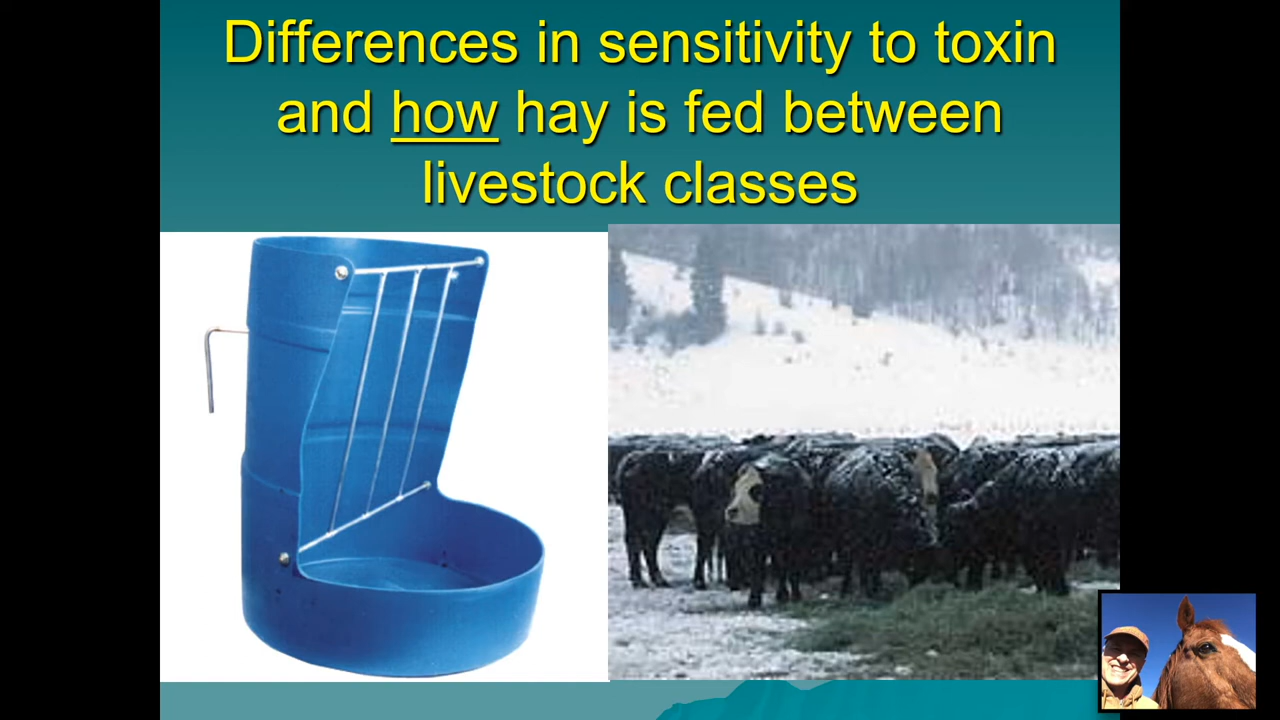 Differences in sensitivity to toxin
and how hay is fed between
livestock classes